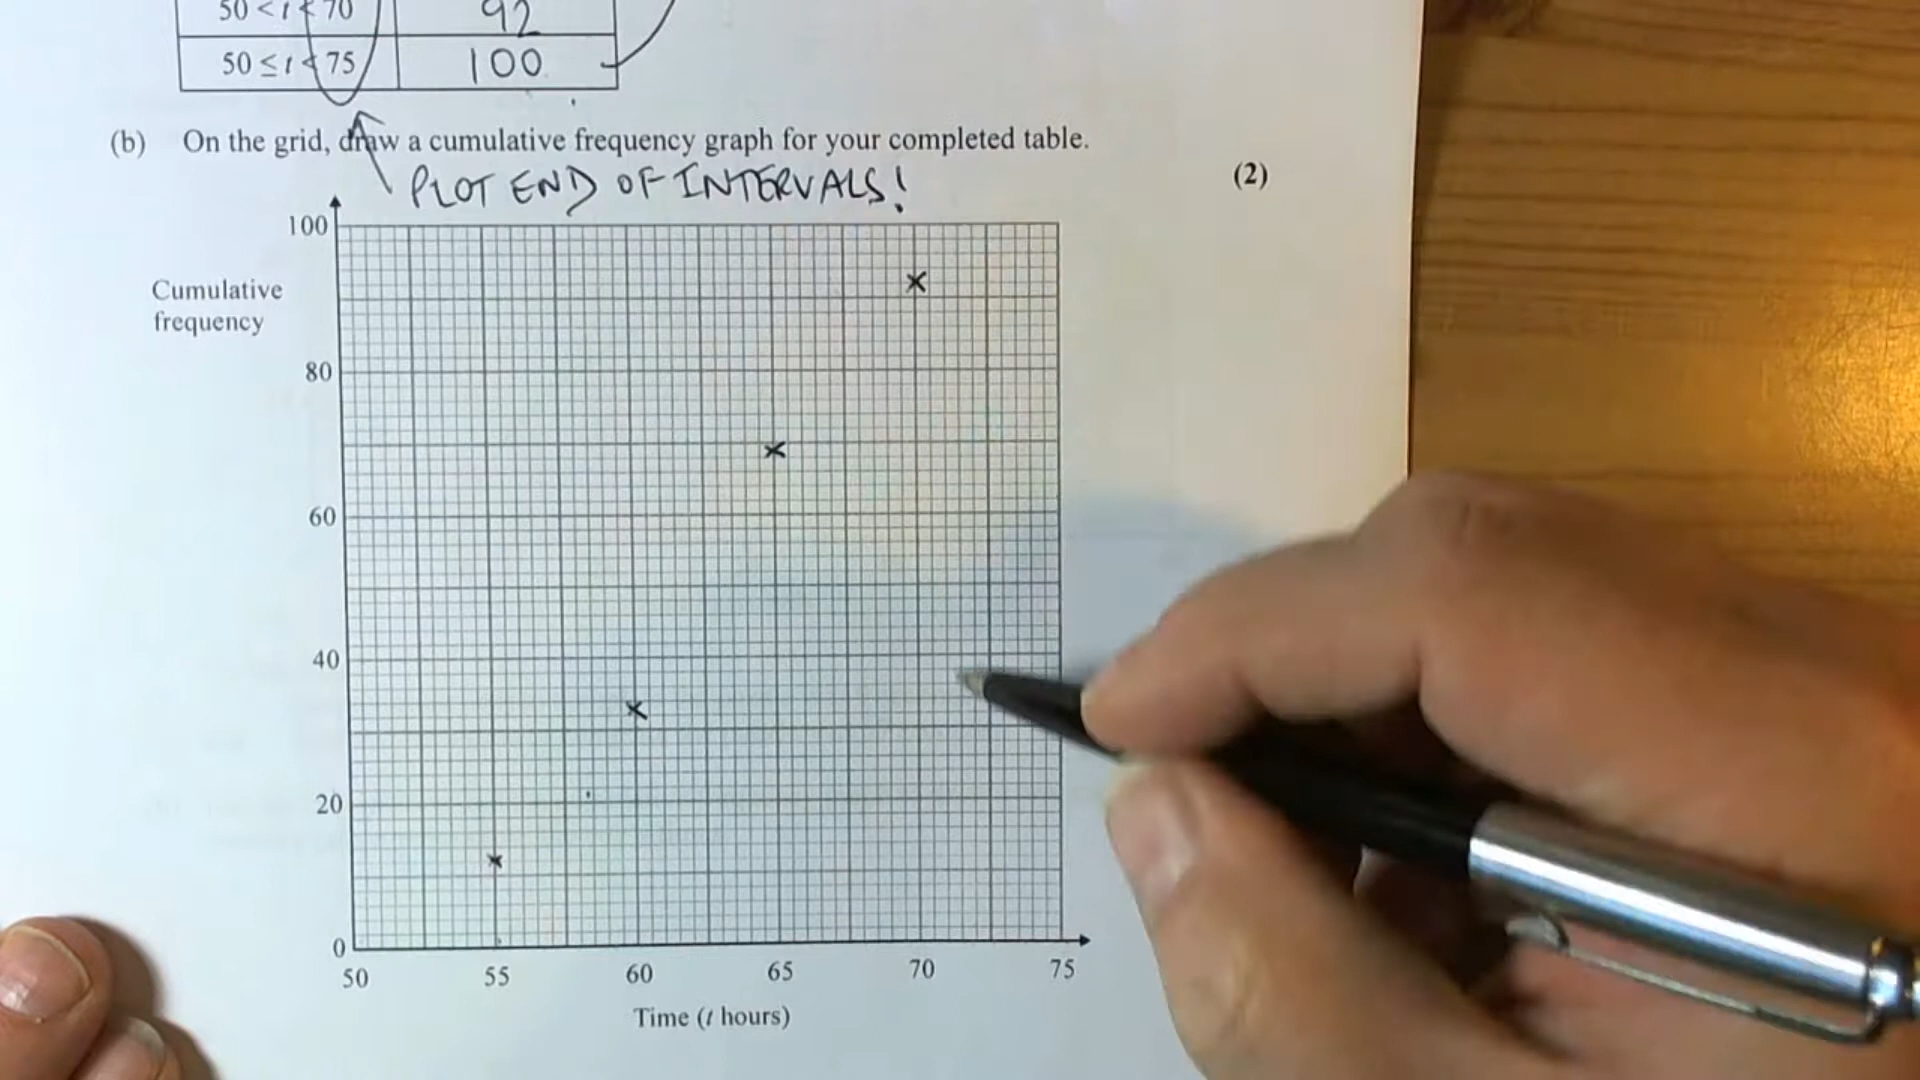 50 < t < 70 92
50 ≤ t < 75 100
(b) On the grid, draw a cumulative frequency graph for your completed table.
(2)
PLOT END OF INTERVALS!
100
Cumulative
frequency
80
60
40
20
0
50 55 60 65 70 75
Time (t hours)